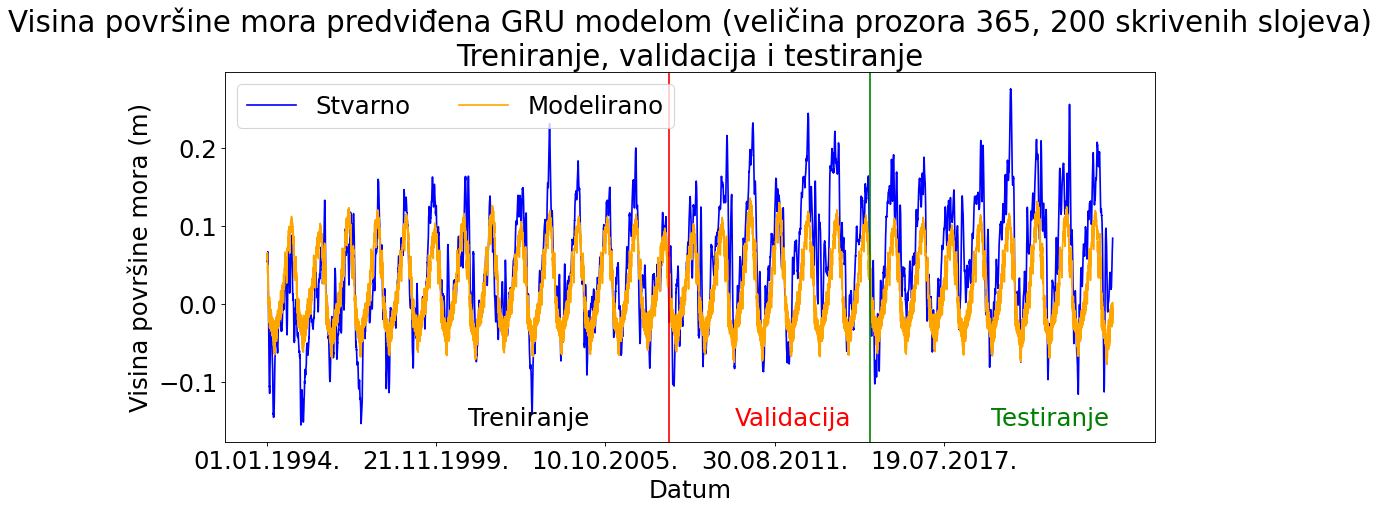 Visina površine mora predviđena GRU modelom (veličina prozora 365, 200 skrivenih slojeva)
Treniranje, validacija i testiranje
Stvarno
Modelirano
Visina površine mora (m)
0.2
0.1
0.0
−0.1
Treniranje
Validacija
Testiranje
01.01.1994.
21.11.1999.
10.10.2005.
30.08.2011.
19.07.2017.
Datum